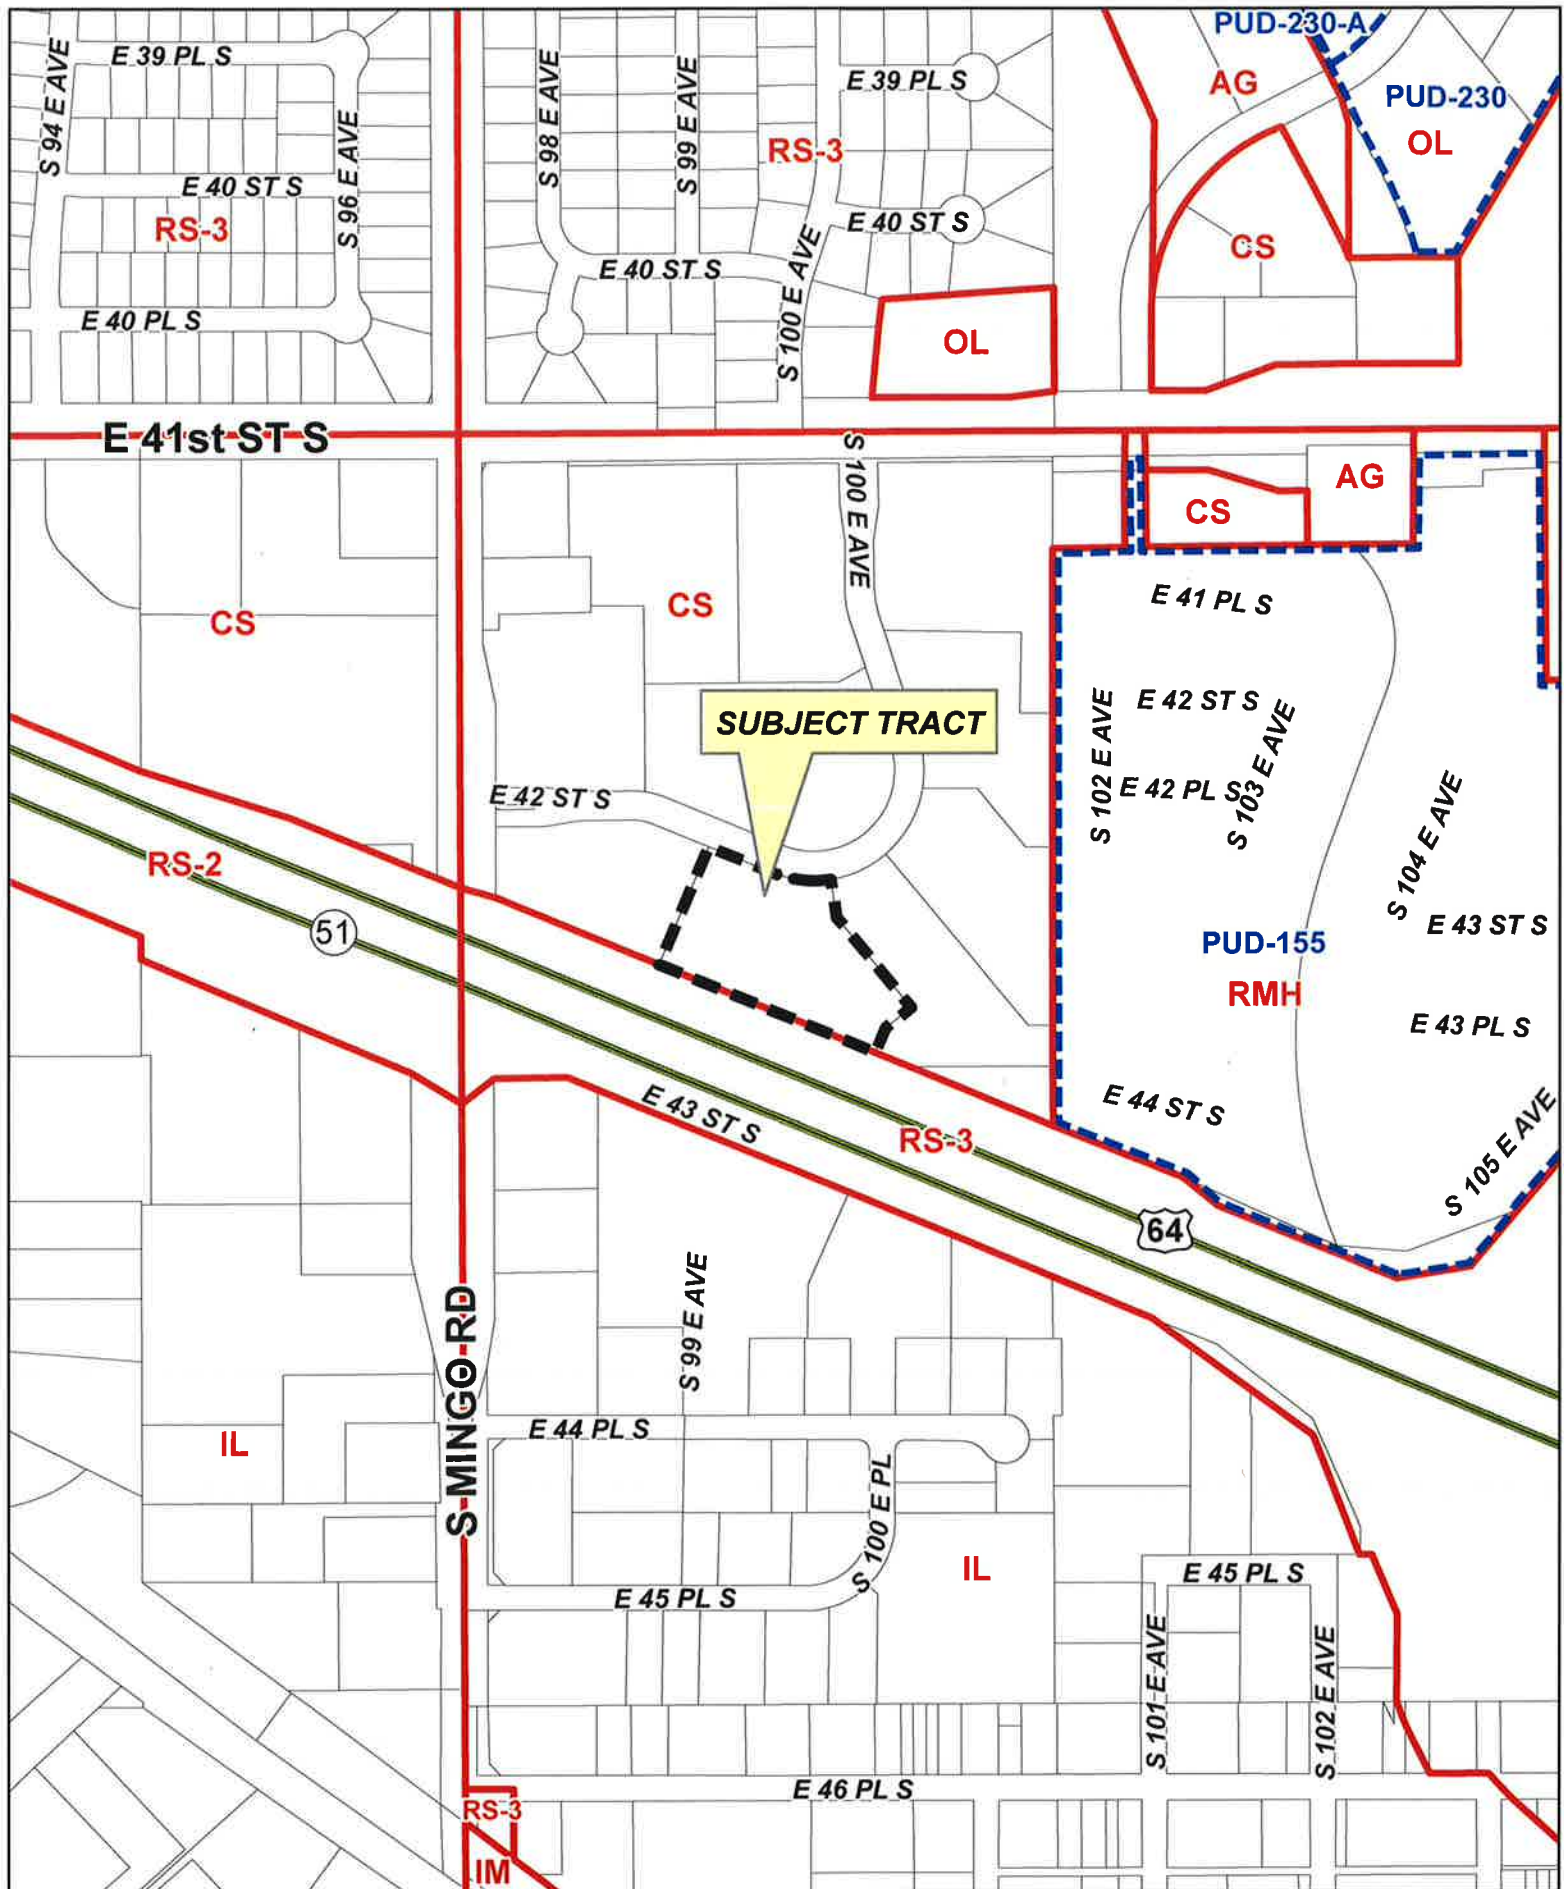 PUD-230-A
E 39 PL S
S 94 E AVE
S 98 E AVE
S 99 E AVE
E 39 PL S
AG
PUD-230
OL
S 96 E AVE
RS-3
E 40 ST S
RS-3
E 40 ST S
CS
E 40 ST S
S 100 E AVE
E 40 PL S
OL
E 41st ST S
S 100 E AVE
AG
CS
CS
CS
E 41 PL S
SUBJECT TRACT
S 102 E AVE
E 42 ST S
S 103 E AVE
E 42 PL S
E 42 ST S
S 104 E AVE
RS-2
51
E 43 ST S
PUD-155
RMH
E 43 PL S
E 43 ST S
E 44 ST S
RS-3
S 105 E AVE
64
S 99 E AVE
S MINGO RD
IL
E 44 PL S
S 100 E PL
IL
E 45 PL S
E 45 PL S
S 101 E AVE
S 102 E AVE
E 46 PL S
RS-3
IM